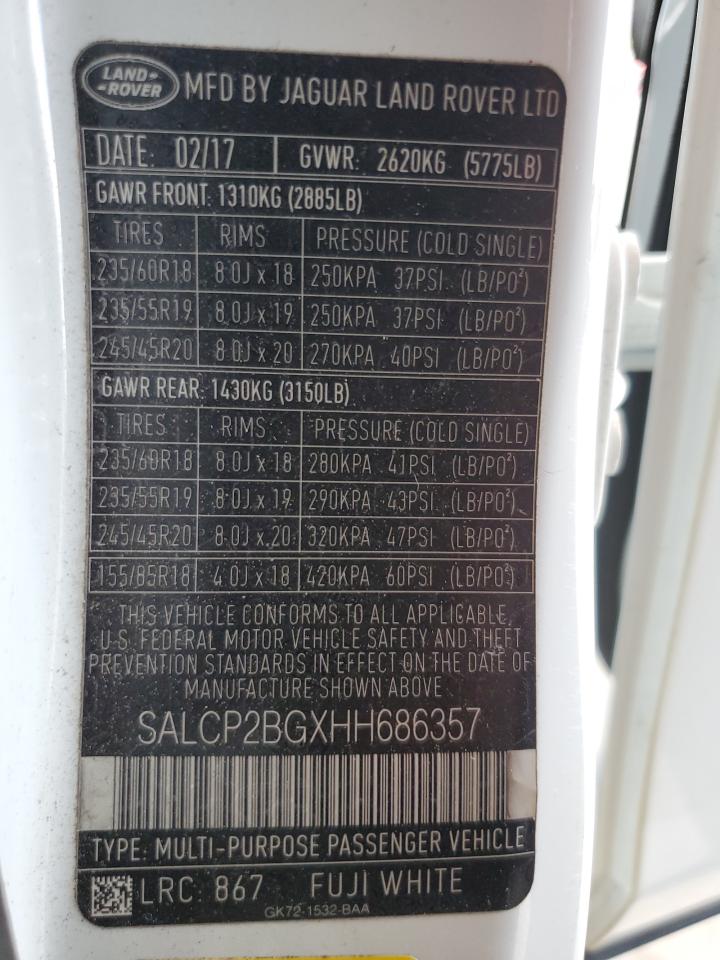 LAND-
-ROVER
MFD BY JAGUAR LAND ROVER LTD
DATE: 02/17 GVWR: 2620KG (5775LB)
GAWR FRONT: 1310KG (2885LB)
TIRES RIMS PRESSURE (COLD SINGLE)
235/60R18 8.0J x 18 250KPA 37PSI (LB/PO²)
235/55R19 8.0J x 19 250KPA 37PSI (LB/PO²)
245/45R20 8.0J x 20 270KPA 40PSI (LB/PO²)
GAWR REAR: 1430KG (3150LB)
TIRES RIMS PRESSURE (COLD SINGLE)
235/60R18 8.0J x 18 280KPA 41PSI (LB/PO²)
235/55R19 8.0J x 19 290KPA 43PSI (LB/PO²)
245/45R20 8.0J x 20 320KPA 47PSI (LB/PO²)
155/85R18 4.0J x 18 420KPA 60PSI (LB/PO²)
THIS VEHICLE CONFORMS TO ALL APPLICABLE
U.S. FEDERAL MOTOR VEHICLE SAFETY AND THEFT
PREVENTION STANDARDS IN EFFECT ON THE DATE OF
MANUFACTURE SHOWN ABOVE.
SALCP2BGXHH686357
TYPE: MULTI-PURPOSE PASSENGER VEHICLE
LRC: 867 FUJI WHITE
GK72-1532-BAA